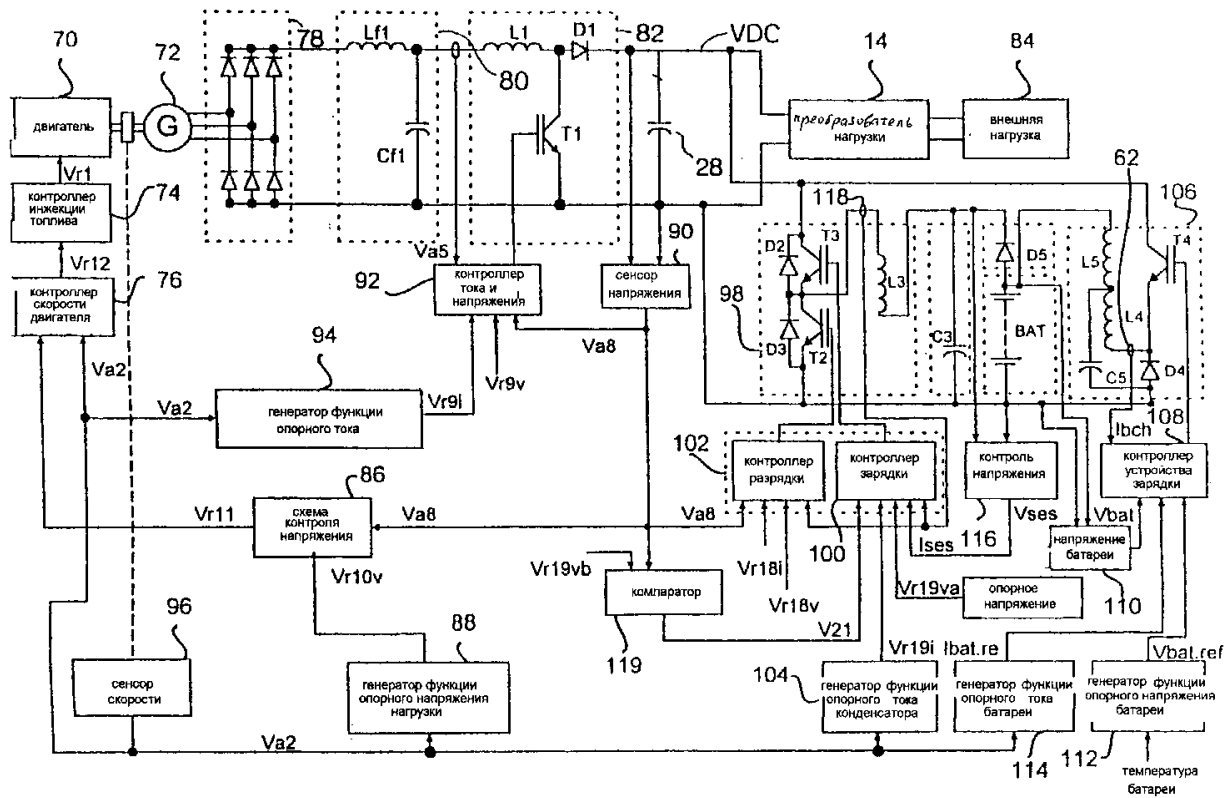 70
72
78
Lf1
80
L1
D1
82
VDC
14
84
двигатель
G
Cf1
T1
28
преобразователь
нагрузки
внешняя
нагрузка
Vr1
контроллер
инжекции
топлива
74
Vr12
контроллер
скорости
двигателя
76
Va2
Va5
92
контроллер
тока и
напряжения
90
сенсор
напряжения
Va8
Vr9v
Vr9i
118
62
106
D2
T3
L3
D3
T2
98
C3
D5
BAT
L5
L4
T4
C5
D4
94
Va2
генератор функции
опорного тока
102
контроллер
разрядки
контроллер
зарядки
контроль
напряжения
Ibch
108
контроллер
устройства
зарядки
86
Vr11
схема
контроля
напряжения
Va8
Va8
100
Ises
116
Vses
Vbat
напряжение
батареи
110
Vr10v
Vr19vb
Vr18i
Vr18v
Vr19va
опорное
напряжение
компаратор
119
V21
96
сенсор
скорости
88
генератор функции
опорного напряжения
нагрузки
Vr19i
Ibat.re
Vbat.ref
104
генератор функции
опорного тока
конденсатора
генератор функции
опорного тока
батареи
генератор функции
опорного напряжения
батареи
Va2
114
112
температура
батареи